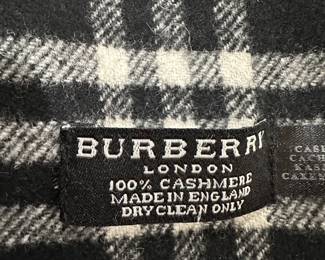 BURBERRY
LONDON
100% CASHMERE
MADE IN ENGLAND
DRY CLEAN ONLY